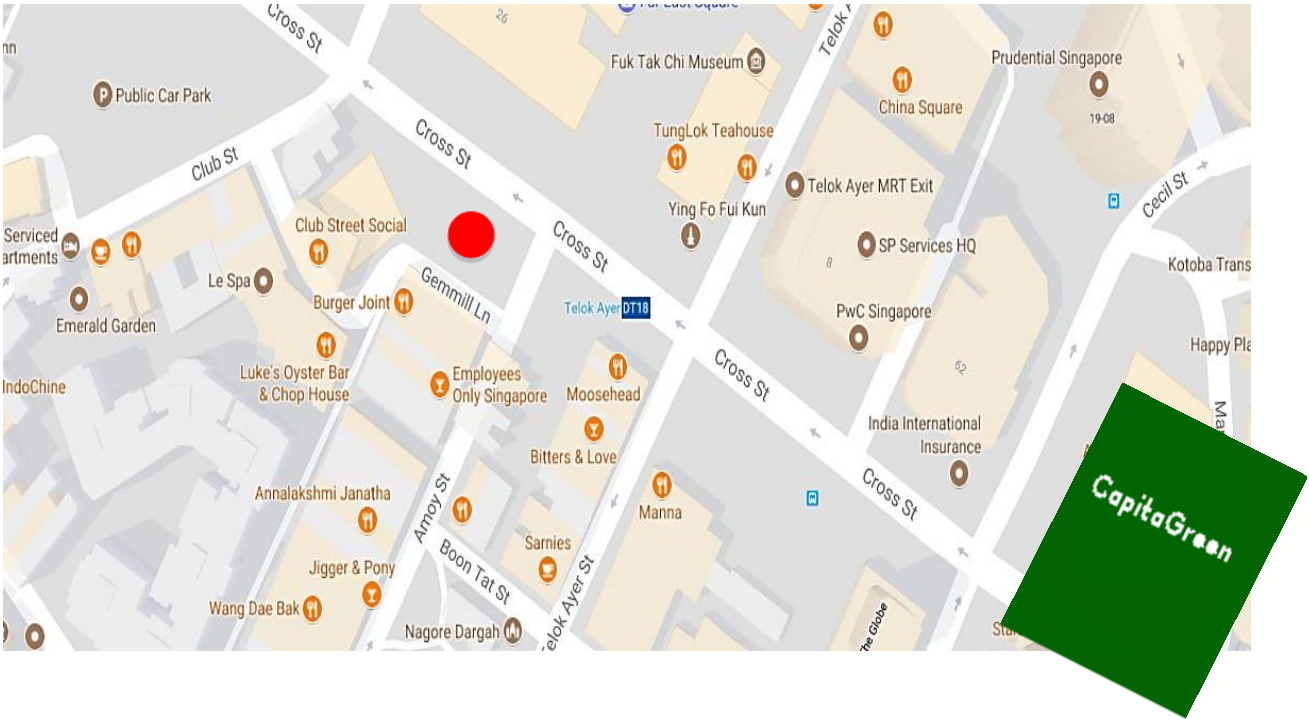 Cross St
26
Far East Square
Fuk Tak Chi Museum
Prudential Singapore
19-08
Public Car Park
China Square
Cross St
TungLok Teahouse
Club St
Telok Ayer MRT Exit
Cecil St
Ying Fo Fui Kun
Club Street Social
Cross St
SP Services HQ
8
Serviced
Le Spa
Gemmill Ln
Burger Joint
Telok Ayer DT18
PwC Singapore
Kotoba Trans
Emerald Garden
Happy Pla
Luke's Oyster Bar
& Chop House
Employees
Only Singapore
Moosehead
Cross St
62
IndoChine
India International
Insurance
Bitters & Love
CapitaGreen
Annalakshmi Janatha
Amoy St
Manna
Cross St
Sarnies
Boon Tat St
Jigger & Pony
Wang Dae Bak
Telok Ayer St
Nagore Dargah
The Globe